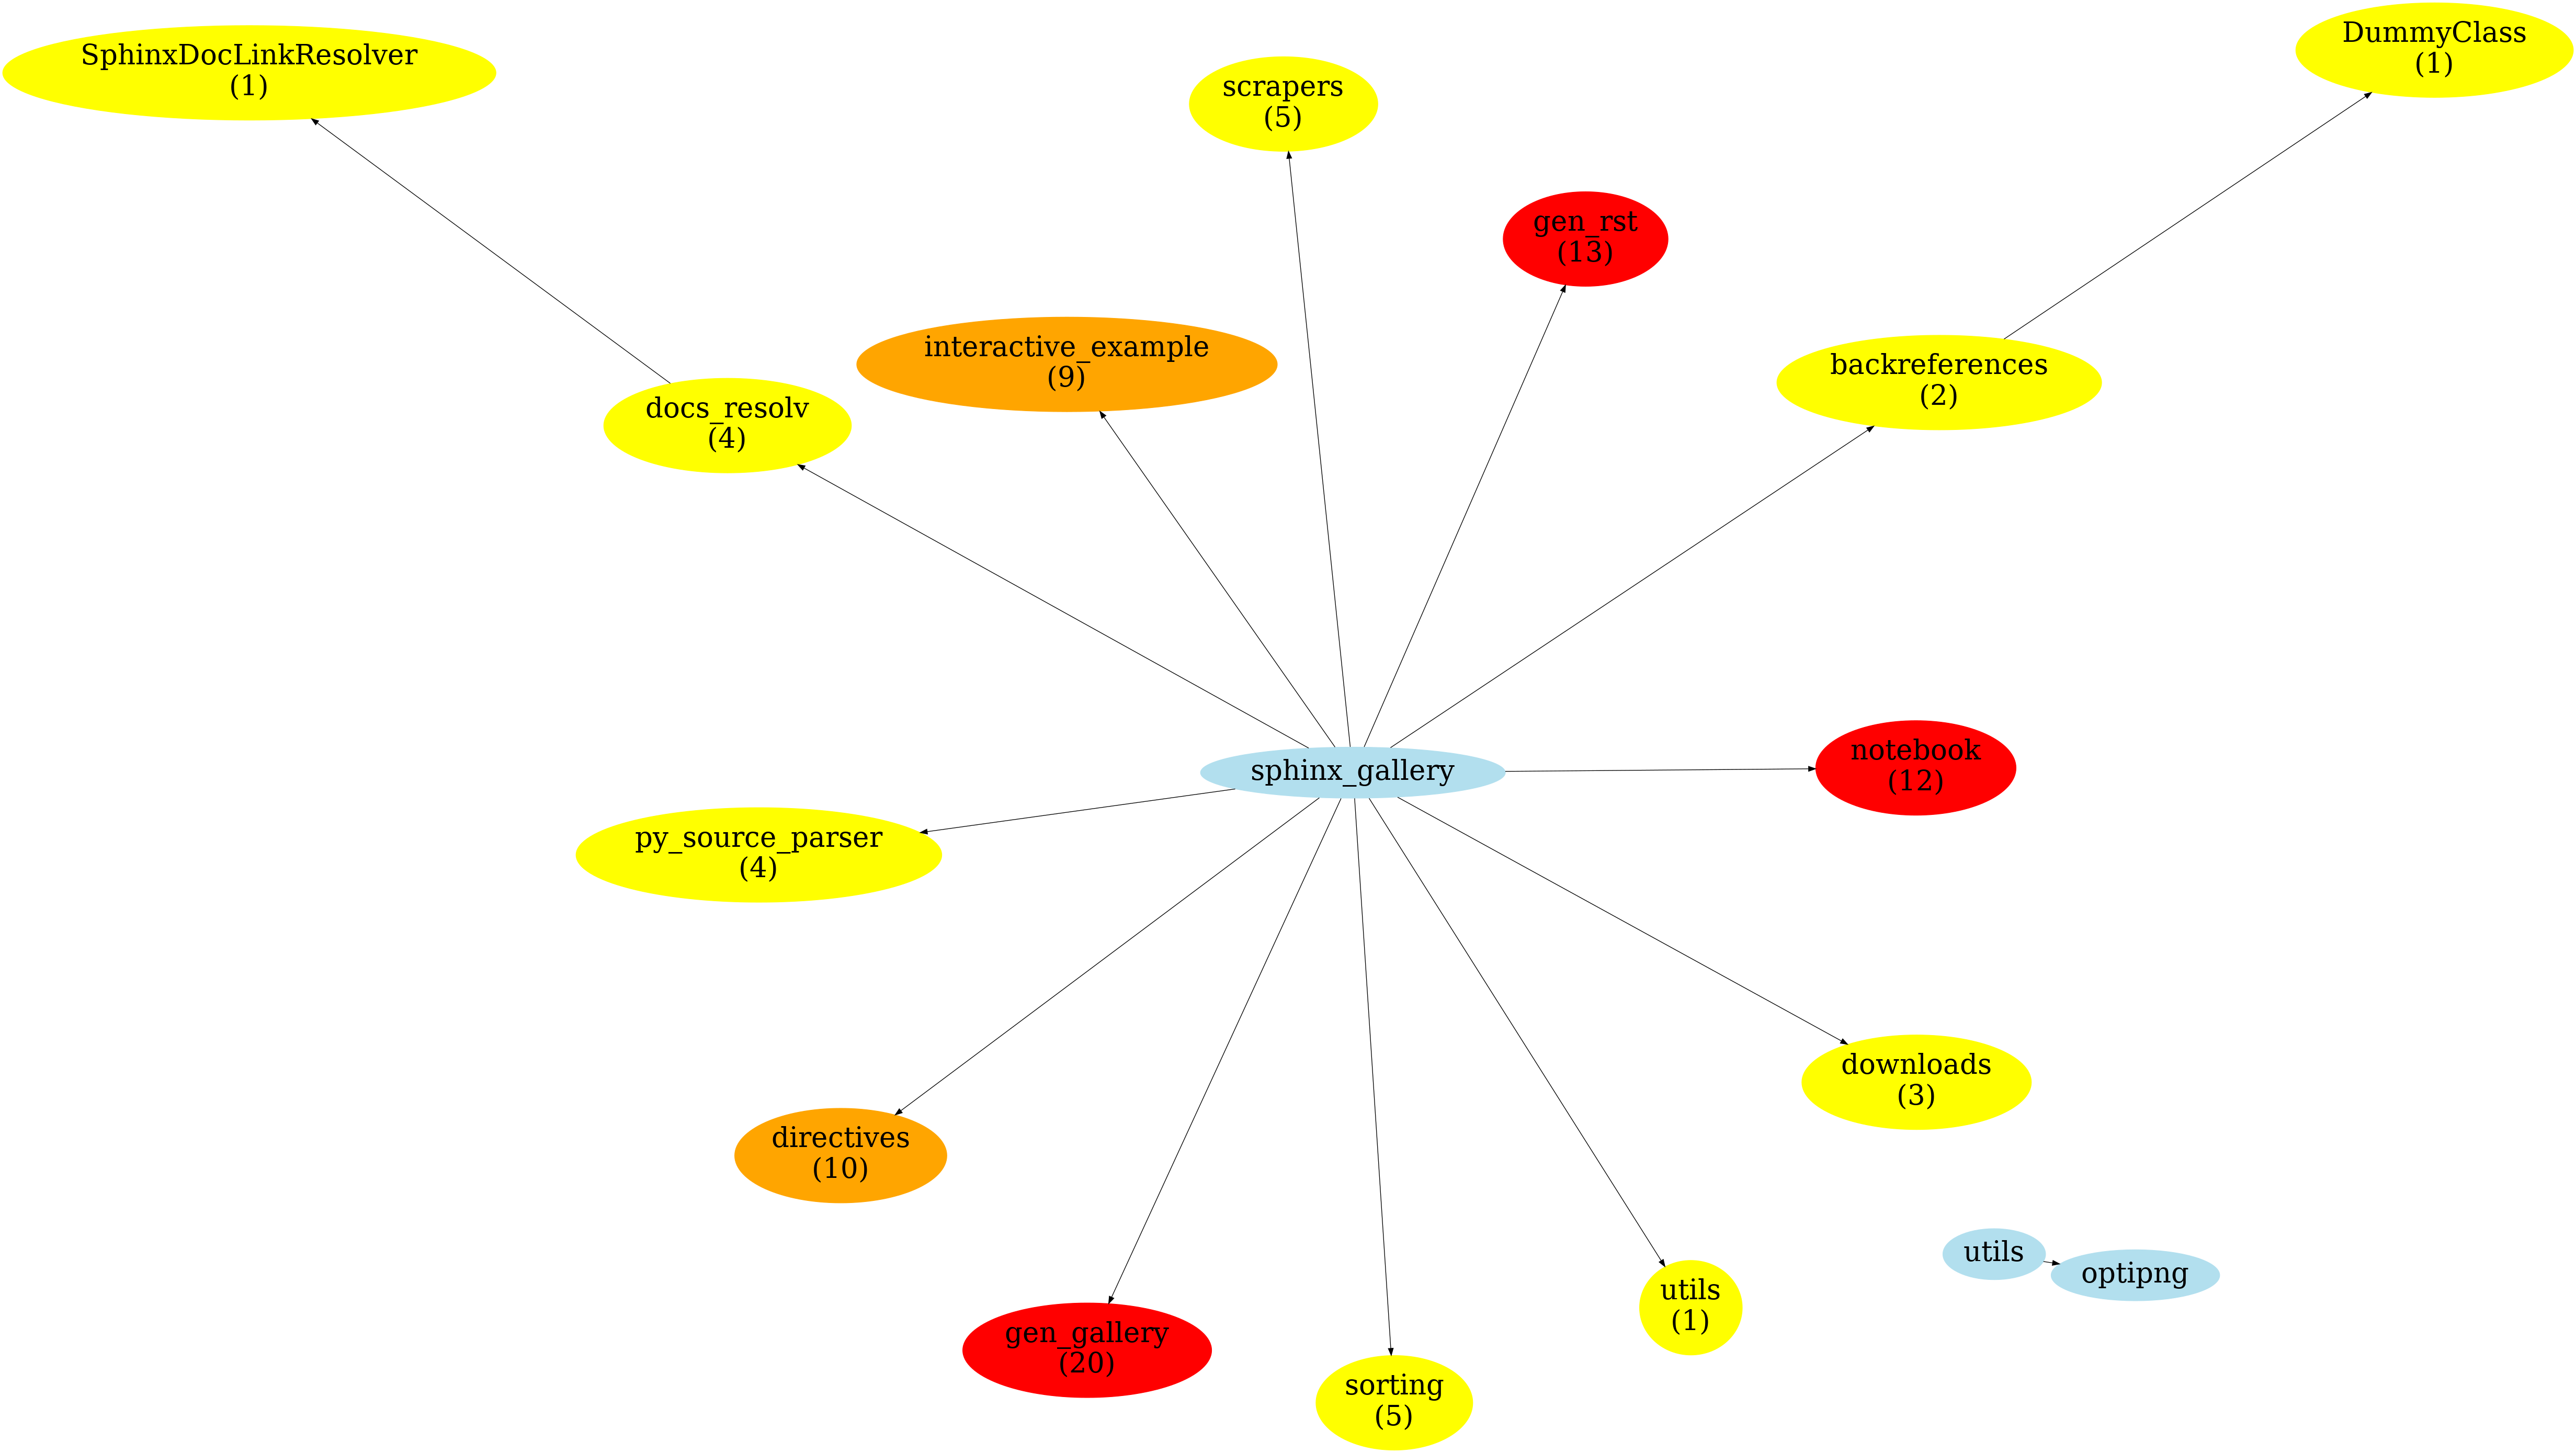 SphinxDocLinkResolver
(1)
DummyClass
(1)
scrapers
(5)
gen_rst
(13)
interactive_example
(9)
backreferences
(2)
docs_resolv
(4)
sphinx_gallery
notebook
(12)
py_source_parser
(4)
downloads
(3)
directives
(10)
utils
optipng
utils
(1)
gen_gallery
(20)
sorting
(5)